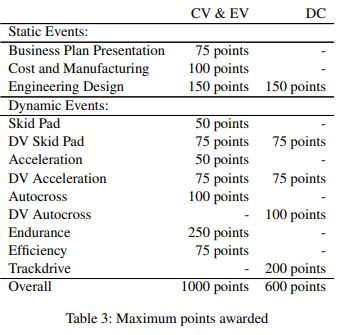 CV & EV DC
Static Events:
Business Plan Presentation 75 points -
Cost and Manufacturing 100 points -
Engineering Design 150 points 150 points
Dynamic Events:
Skid Pad 50 points -
DV Skid Pad 75 points 75 points
Acceleration 50 points -
DV Acceleration 75 points 75 points
Autocross 100 points -
DV Autocross - 100 points
Endurance 250 points -
Efficiency 75 points -
Trackdrive - 200 points
Overall 1000 points 600 points
Table 3: Maximum points awarded